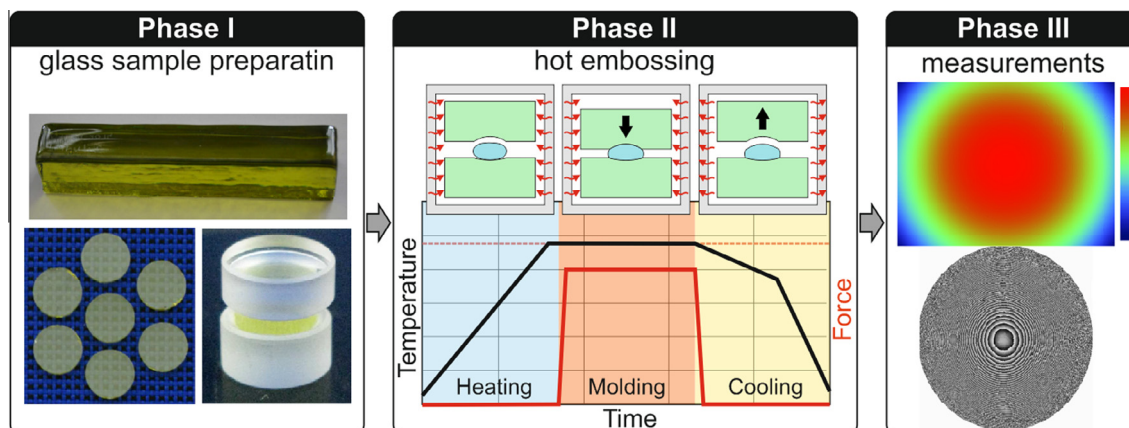 Phase I
glass sample preparatin
Phase II
hot embossing
Temperature
Force
Heating
Molding
Cooling
Time
Phase III
measurements